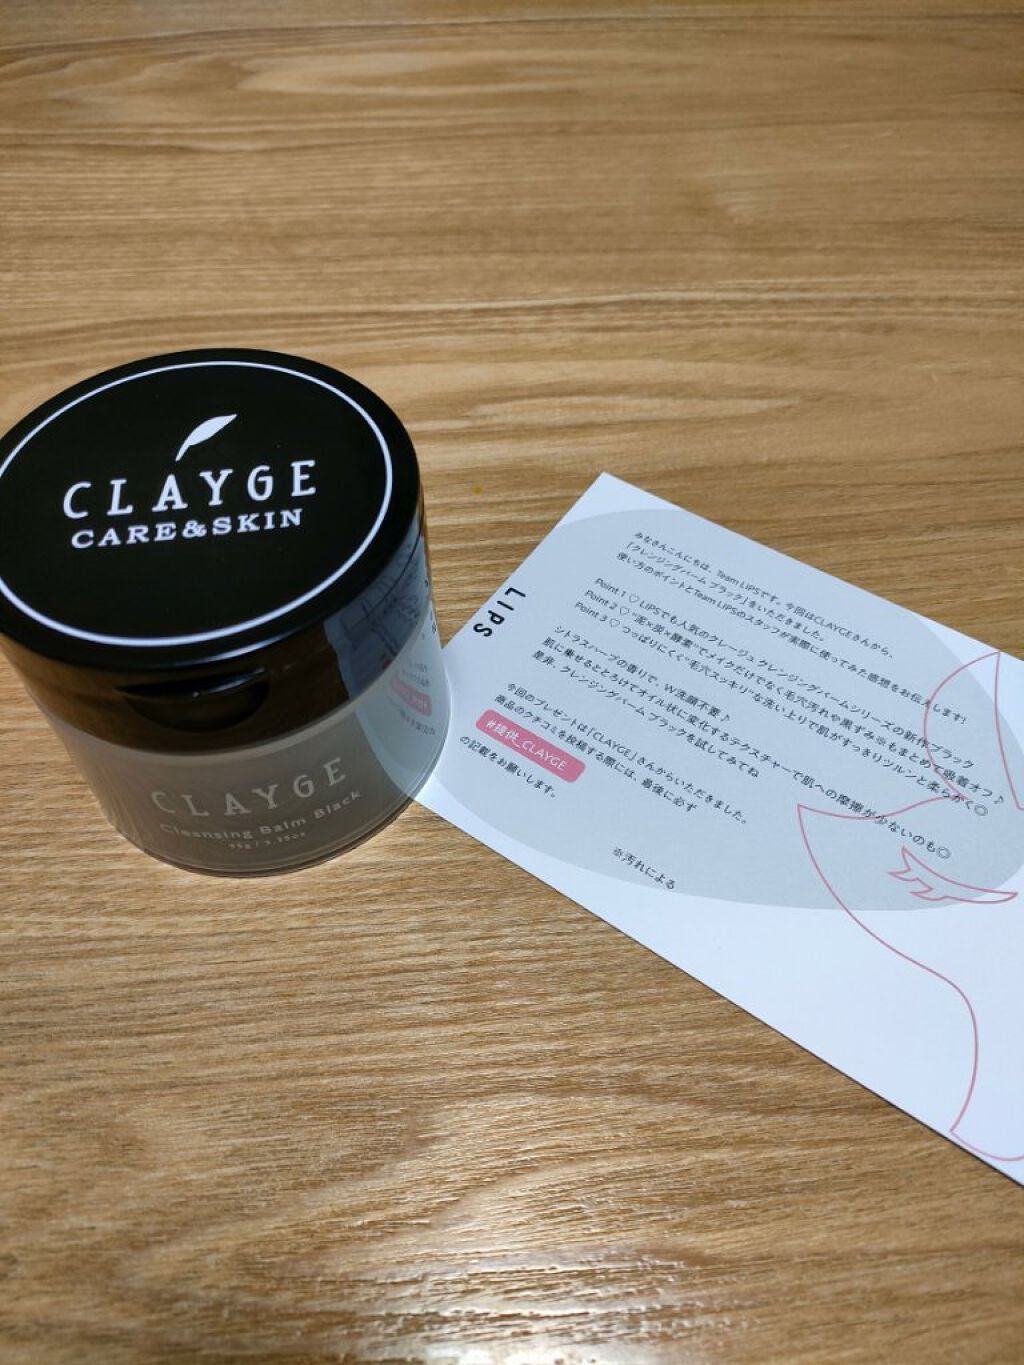 CLAYGE
CARE&SKIN
CLAYGE
Cleansing Balm Black
95g / 3.35oz
LIPS
みなさんこんにちは、Team LIPSです。今回はCLAYGEさんから、
「クレンジングバーム ブラック」をいただきました。
使い方のポイントとTeam LIPSのスタッフが実際に使ってみた感想をお伝えします!
Point 1 ♡ LIPSでも人気のクレージュ クレンジングバームシリーズの新作ブラック
Point 2 ♡ "泥×炭×酵素"でメイクだけでなく毛穴汚れや黒ずみ※もまとめて吸着オフ♪
Point 3 ♡ つっぱりにくく"毛穴スッキリ"な洗い上りで肌がすっきりツルンと柔らかく◎
シトラスハーブの香りで、W洗顔不要♪
肌に乗せるととろけてオイル状に変化するテクスチャーで肌への摩擦が少ないのも◎
是非、クレンジングバーム ブラックを試してみてね
今回のプレゼントは「CLAYGE」さんからいただきました。
商品のクチコミを投稿する際には、最後に必ず
#提供_CLAYGE
の記載をお願いします。
※汚れによる